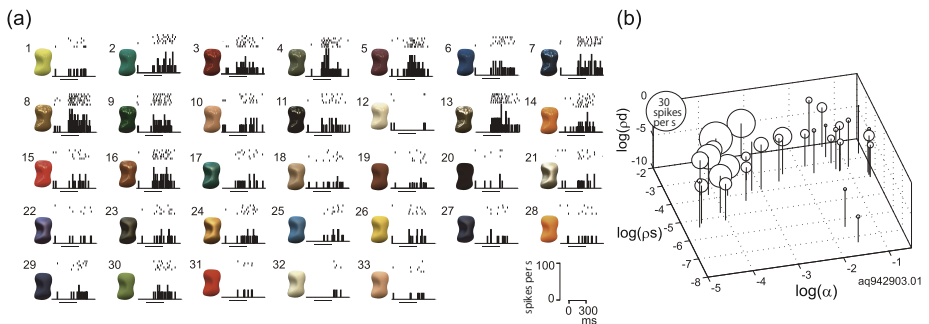 (a)
(b)
1 2 3 4 5 6 7
8 9 10 11 12 13 14
15 16 17 18 19 20 21
22 23 24 25 26 27 28
29 30 31 32 33
100
0
spikes per s
0 300
ms
30
spikes
per s
0
-5
-10
log(ρd)
-2
-3
-4
-5
-6
-7
-8
log(ρs)
-5 -4 -3 -2 -1
log(α)
aq942903.01